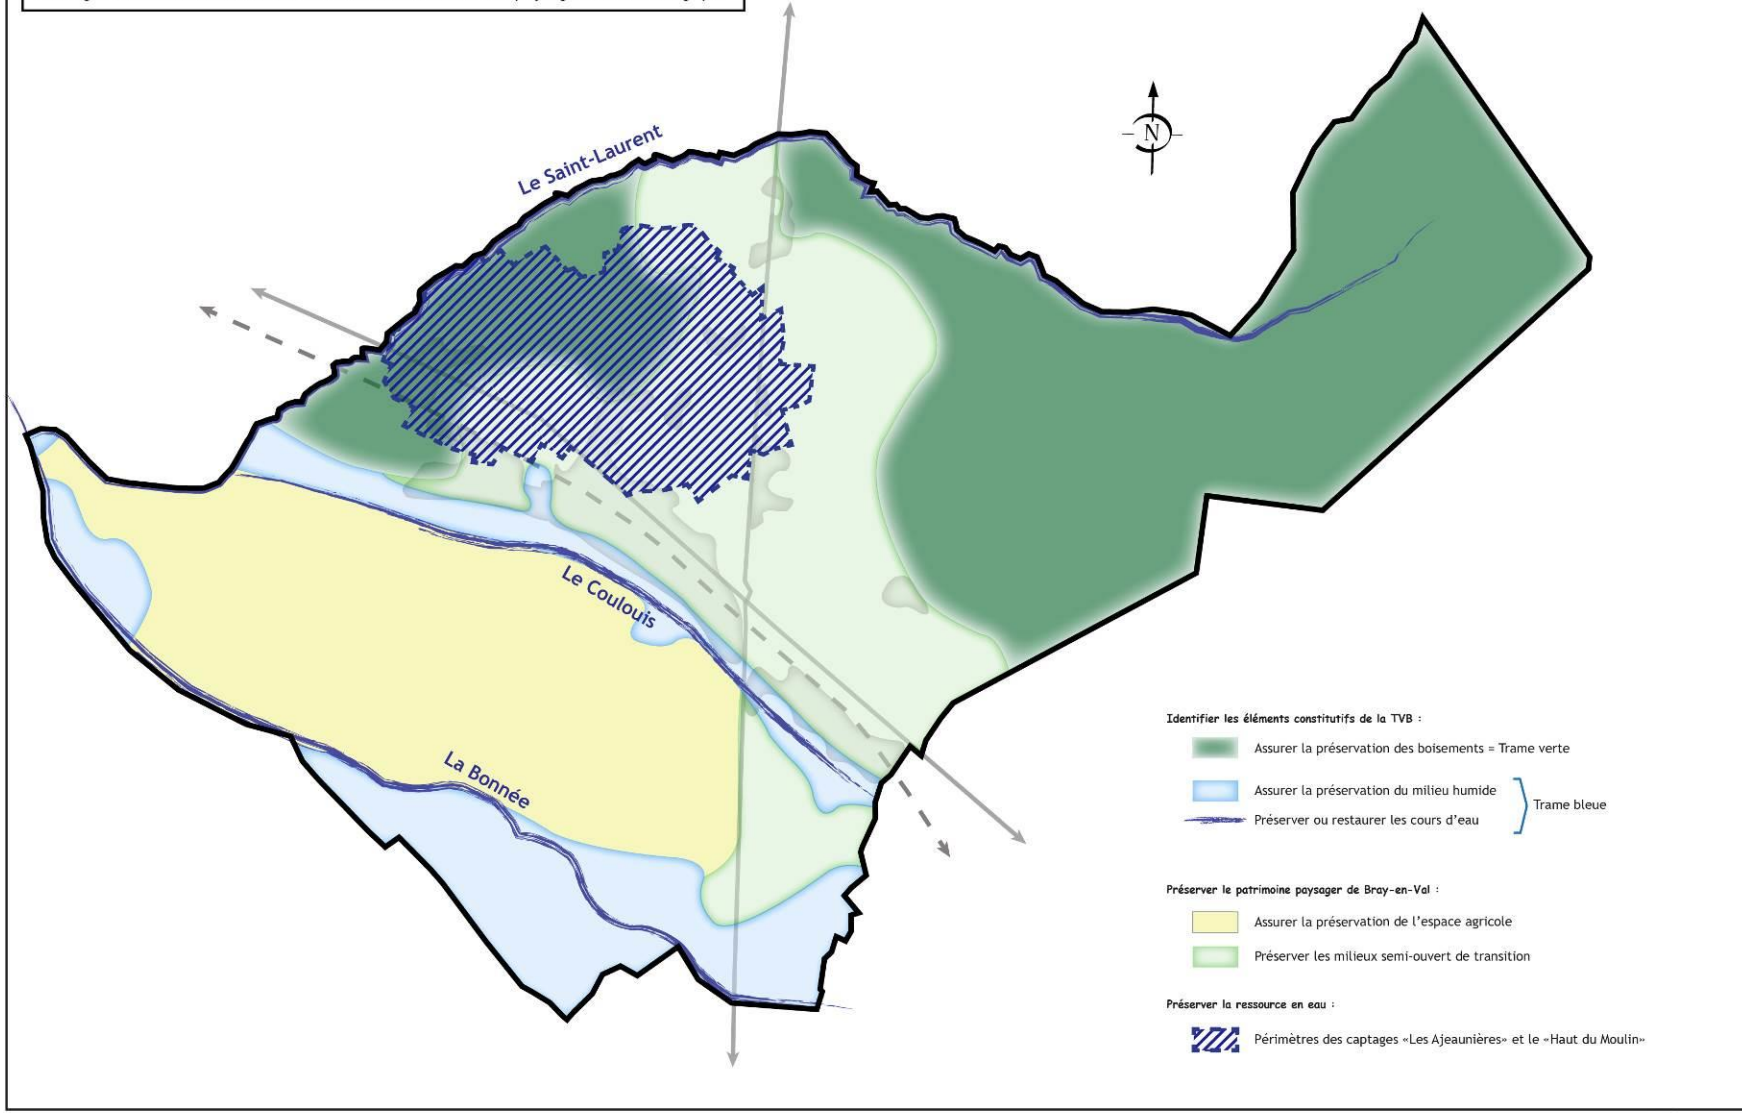 Le Saint-Laurent
N
Le Coulouis
La Bonnée
Identifier les éléments constitutifs de la TVB :
Assurer la préservation des boisements = Trame verte
Assurer la préservation du milieu humide
Trame bleue
Préserver ou restaurer les cours d'eau
Préserver le patrimoine paysager de Bray-en-Val :
Assurer la préservation de l'espace agricole
Préserver les milieux semi-ouvert de transition
Préserver la ressource en eau :
Périmètres des captages «Les Ajeaunières» et le «Haut du Moulin»